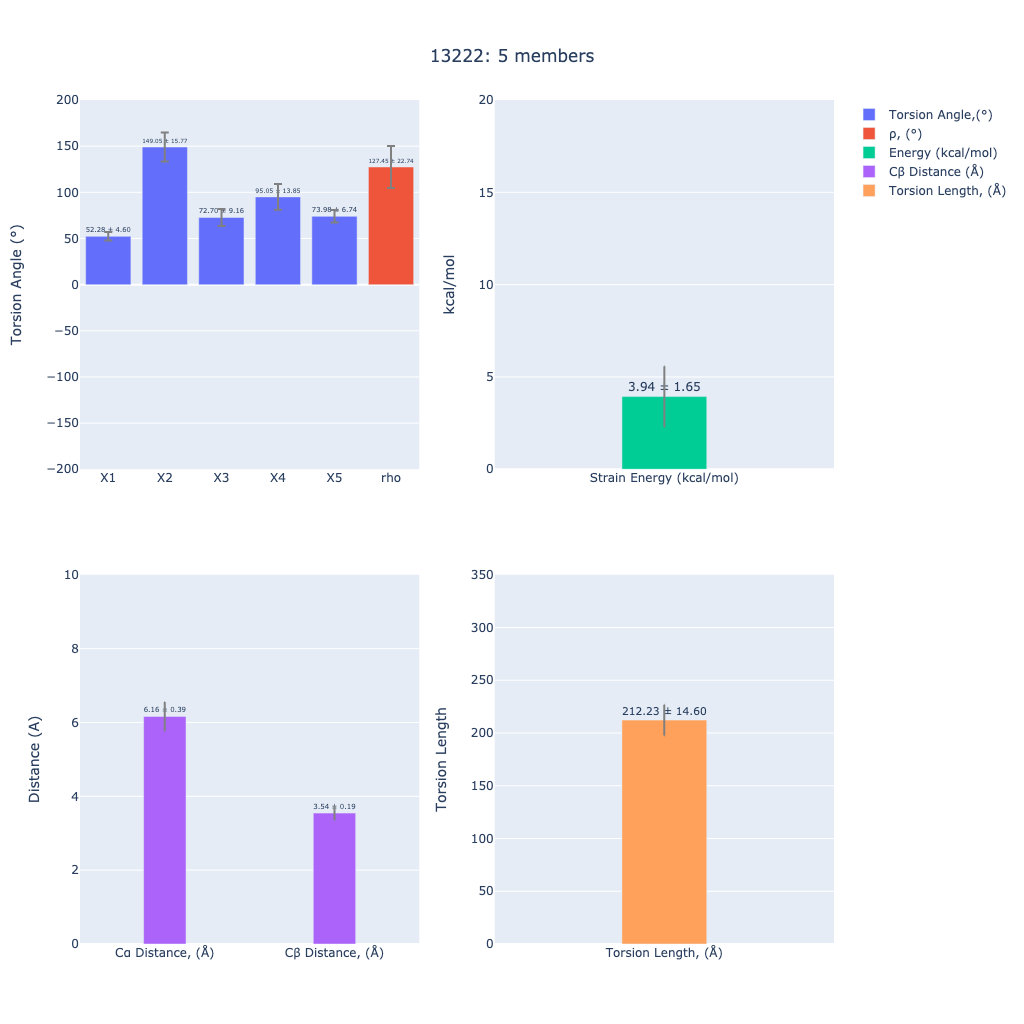 13222: 5 members
Torsion Angle (°)
200
150
100
50
0
−50
−100
−150
−200
52.28 ± 4.60
149.05 ± 15.77
72.70 ± 9.16
95.05 ± 13.85
73.98 ± 6.74
127.45 ± 22.74
X1 X2 X3 X4 X5 rho
kcal/mol
20
15
10
5
0
3.94 ± 1.65
Strain Energy (kcal/mol)
Torsion Angle,(°)
ρ, (°)
Energy (kcal/mol)
Cβ Distance (Å)
Torsion Length, (Å)
Distance (A)
10
8
6
4
2
0
6.16 ± 0.39
3.54 ± 0.19
Cα Distance, (Å) Cβ Distance, (Å)
Torsion Length
350
300
250
200
150
100
50
0
212.23 ± 14.60
Torsion Length, (Å)